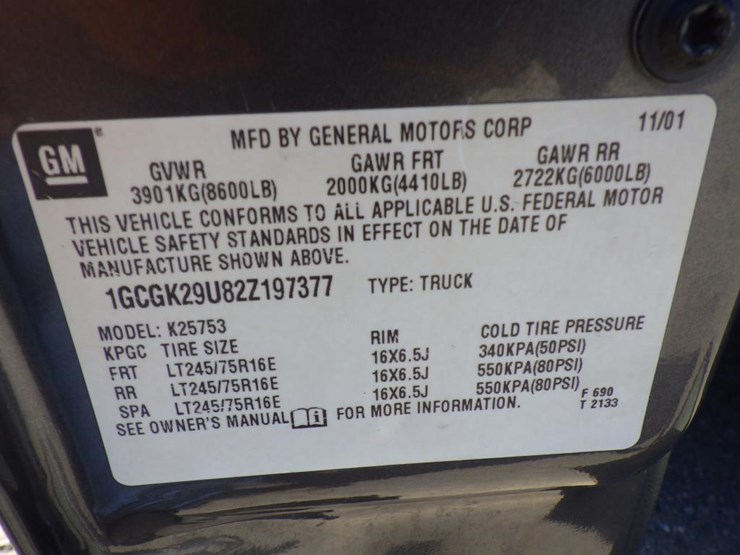 GM®
MFD BY GENERAL MOTORS CORP 11/01
GVWR GAWR FRT GAWR RR
3901KG(8600LB) 2000KG(4410LB) 2722KG(6000LB)
THIS VEHICLE CONFORMS TO ALL APPLICABLE U.S. FEDERAL MOTOR
VEHICLE SAFETY STANDARDS IN EFFECT ON THE DATE OF
MANUFACTURE SHOWN ABOVE.
1GCGK29U82Z197377 TYPE: TRUCK
MODEL: K25753
KPGC TIRE SIZE RIM COLD TIRE PRESSURE
FRT LT245/75R16E 16X6.5J 340KPA(50PSI)
RR LT245/75R16E 16X6.5J 550KPA(80PSI)
SPA LT245/75R16E 16X6.5J 550KPA(80PSI)
SEE OWNER'S MANUAL i FOR MORE INFORMATION.
F 690
T 2133